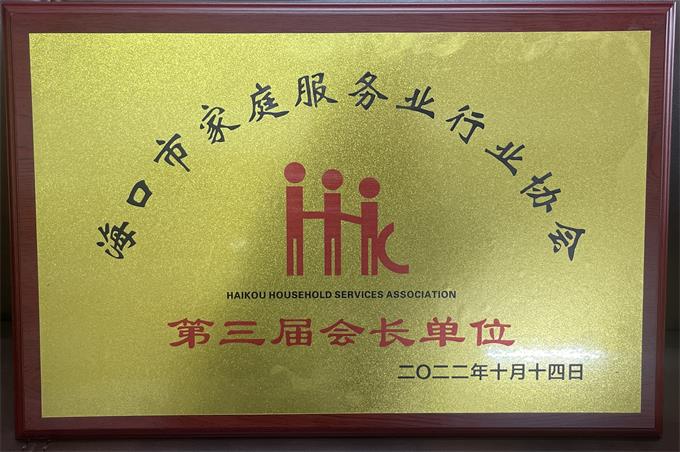 海口市家庭服务业行业协会
HAIKOU HOUSEHOLD SERVICES ASSOCIATION
第三届会长单位
二〇二二年十月十四日